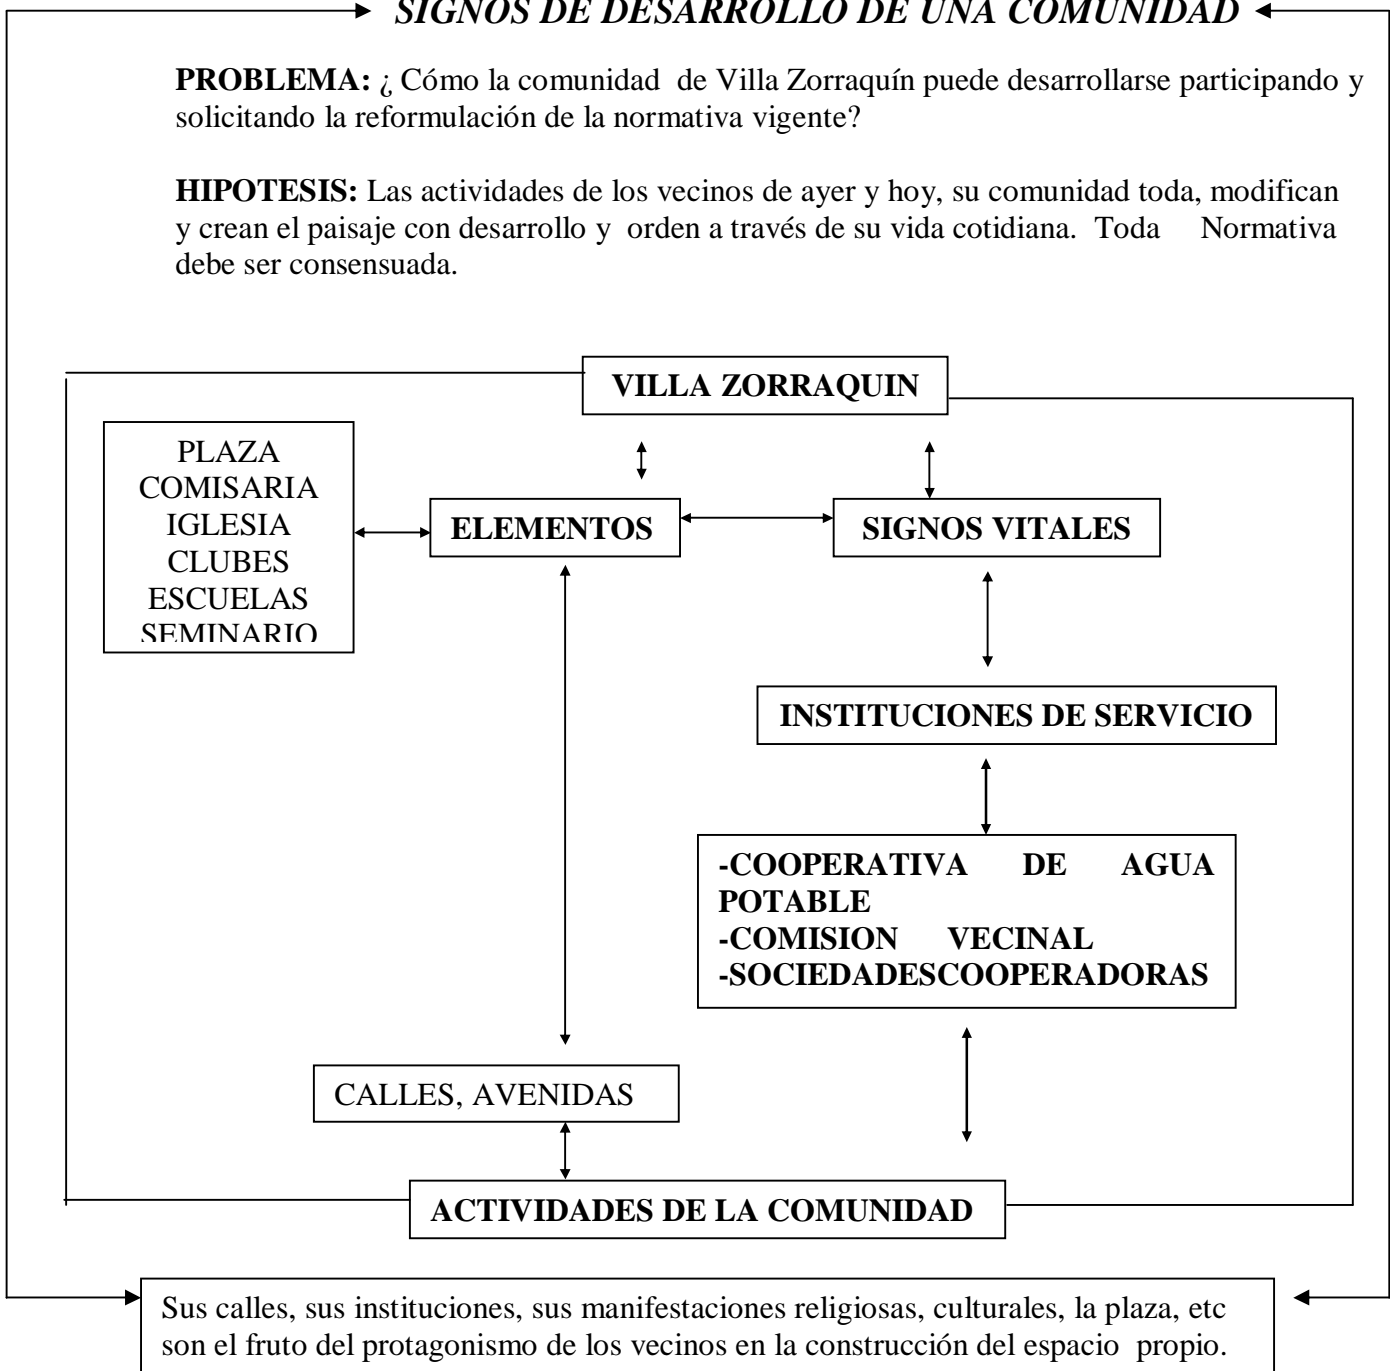 SIGNOS DE DESARROLLO DE UNA COMUNIDAD
PROBLEMA: ¿ Cómo la comunidad de Villa Zorraquín puede desarrollarse participando y
solicitando la reformulación de la normativa vigente?
HIPOTESIS: Las actividades de los vecinos de ayer y hoy, su comunidad toda, modifican
y crean el paisaje con desarrollo y orden a través de su vida cotidiana. Toda Normativa
debe ser consensuada.
VILLA ZORRAQUIN
PLAZA
COMISARIA
IGLESIA
CLUBES
ESCUELAS
SEMINARIO
ELEMENTOS
SIGNOS VITALES
INSTITUCIONES DE SERVICIO
-COOPERATIVA DE AGUA
POTABLE
-COMISION VECINAL
-SOCIEDADESCOOPERADORAS
CALLES, AVENIDAS
ACTIVIDADES DE LA COMUNIDAD
Sus calles, sus instituciones, sus manifestaciones religiosas, culturales, la plaza, etc
son el fruto del protagonismo de los vecinos en la construcción del espacio propio.